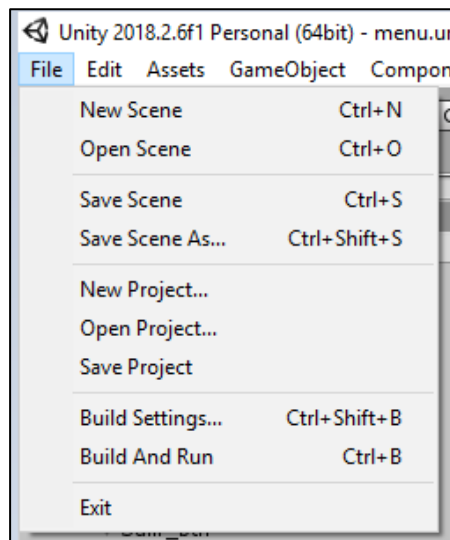 Unity 2018.2.6f1 Personal (64bit) - menu.
File Edit Assets GameObject
New Scene Ctrl+N
Open Scene Ctrl+O
Save Scene Ctrl+S
Save Scene As... Ctrl+Shift+S
New Project...
Open Project...
Save Project
Build Settings... Ctrl+Shift+B
Build And Run Ctrl+B
Exit